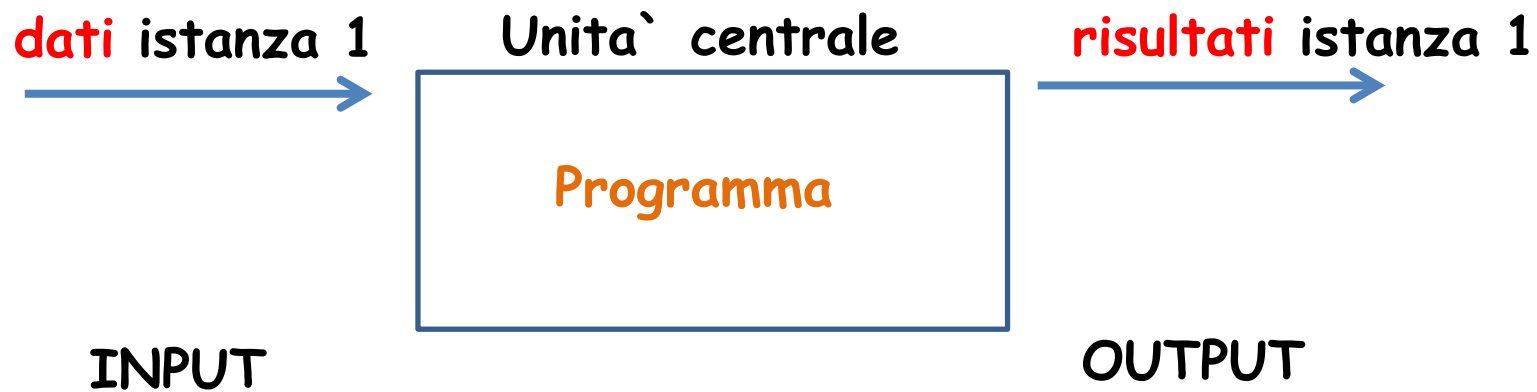 dati istanza 1
Unita` centrale
risultati istanza 1
Programma
INPUT
OUTPUT